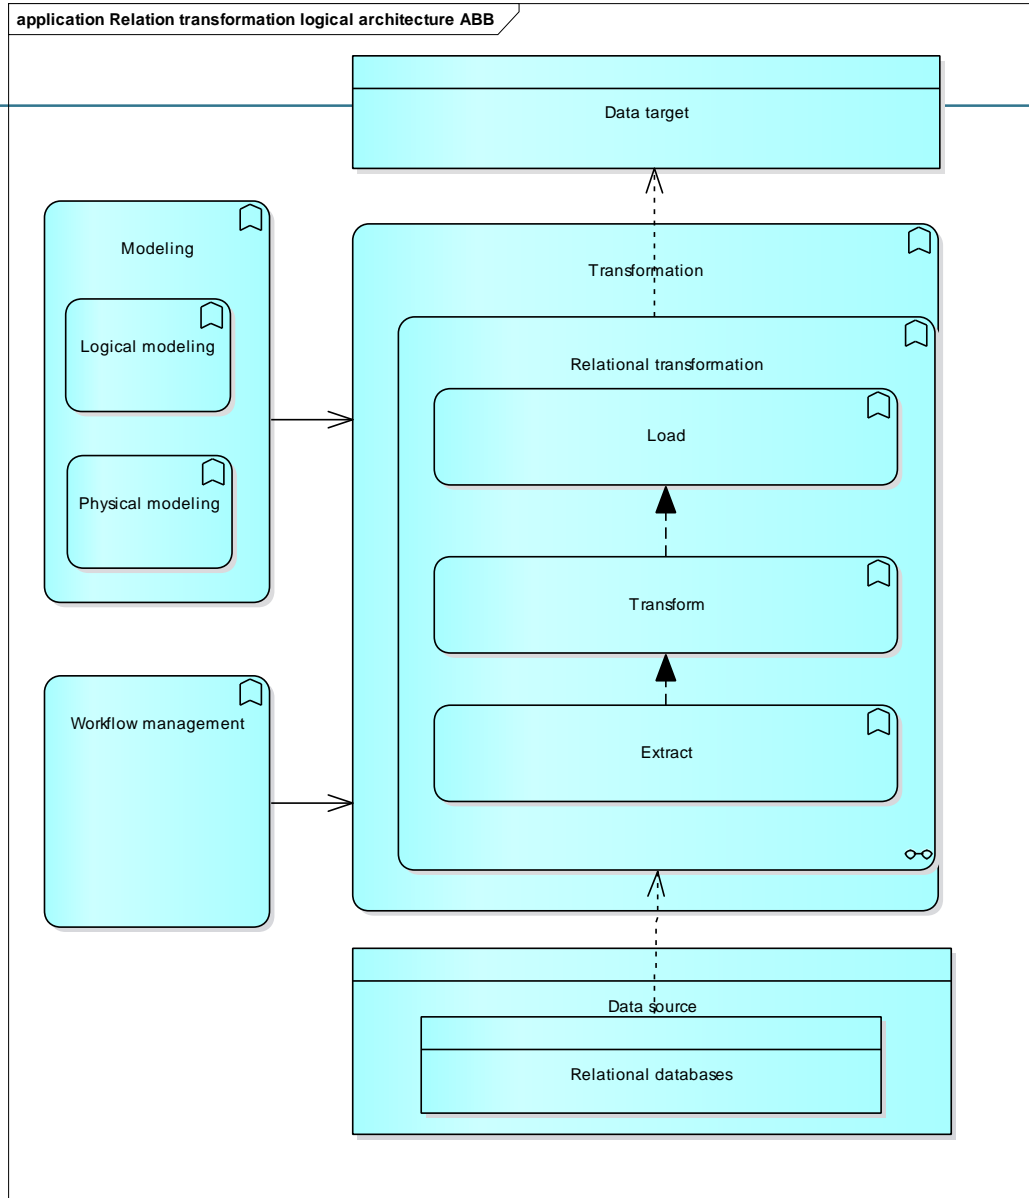 application Relation transformation logical architecture ABB
Data target
Modeling
Logical modeling
Physical modeling
Workflow management
Transformation
Relational transformation
Load
Transform
Extract
Data source
Relational databases